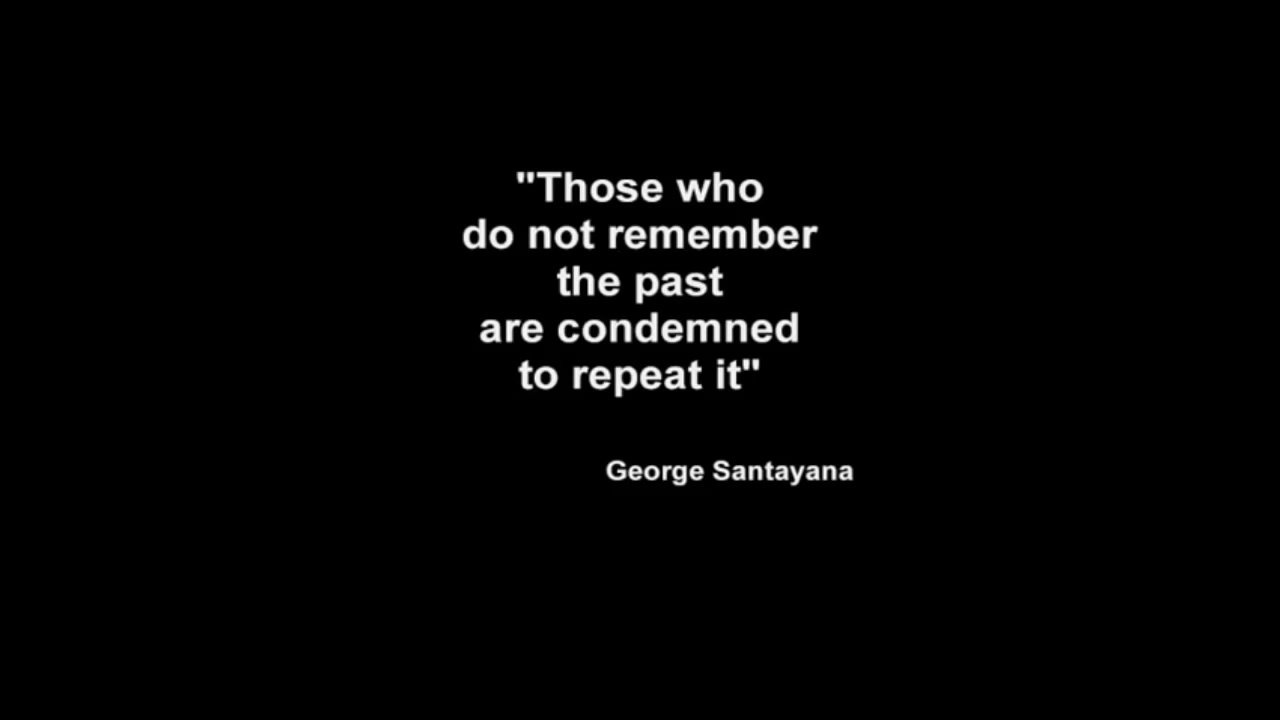 "Those who
do not remember
the past
are condemned
to repeat it"
George Santayana